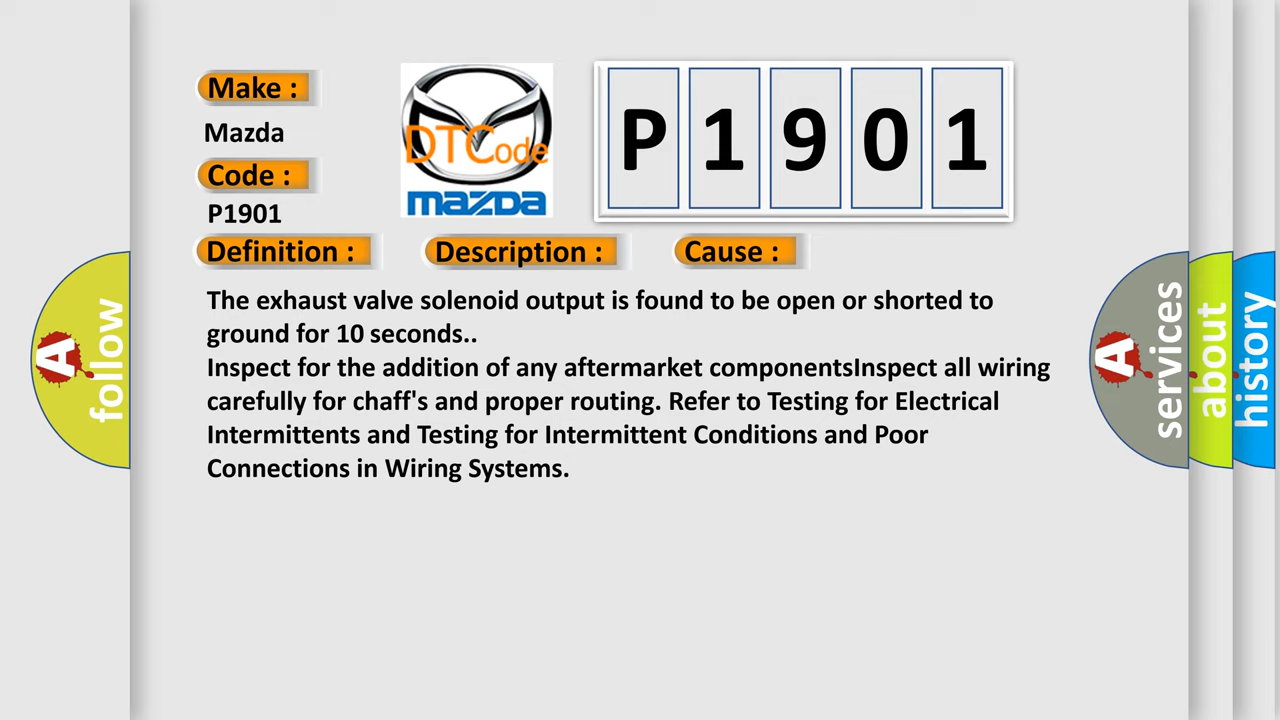 Make :
Mazda
Code :
P1901
DTCode
mazda
P 1 9 0 1
Definition :
Description :
Cause :
The exhaust valve solenoid output is found to be open or shorted to
ground for 10 seconds..
Inspect for the addition of any aftermarket componentsInspect all wiring
carefully for chaff's and proper routing. Refer to Testing for Electrical
Intermittents and Testing for Intermittent Conditions and Poor
Connections in Wiring Systems.
A
follow
A
services
about
history